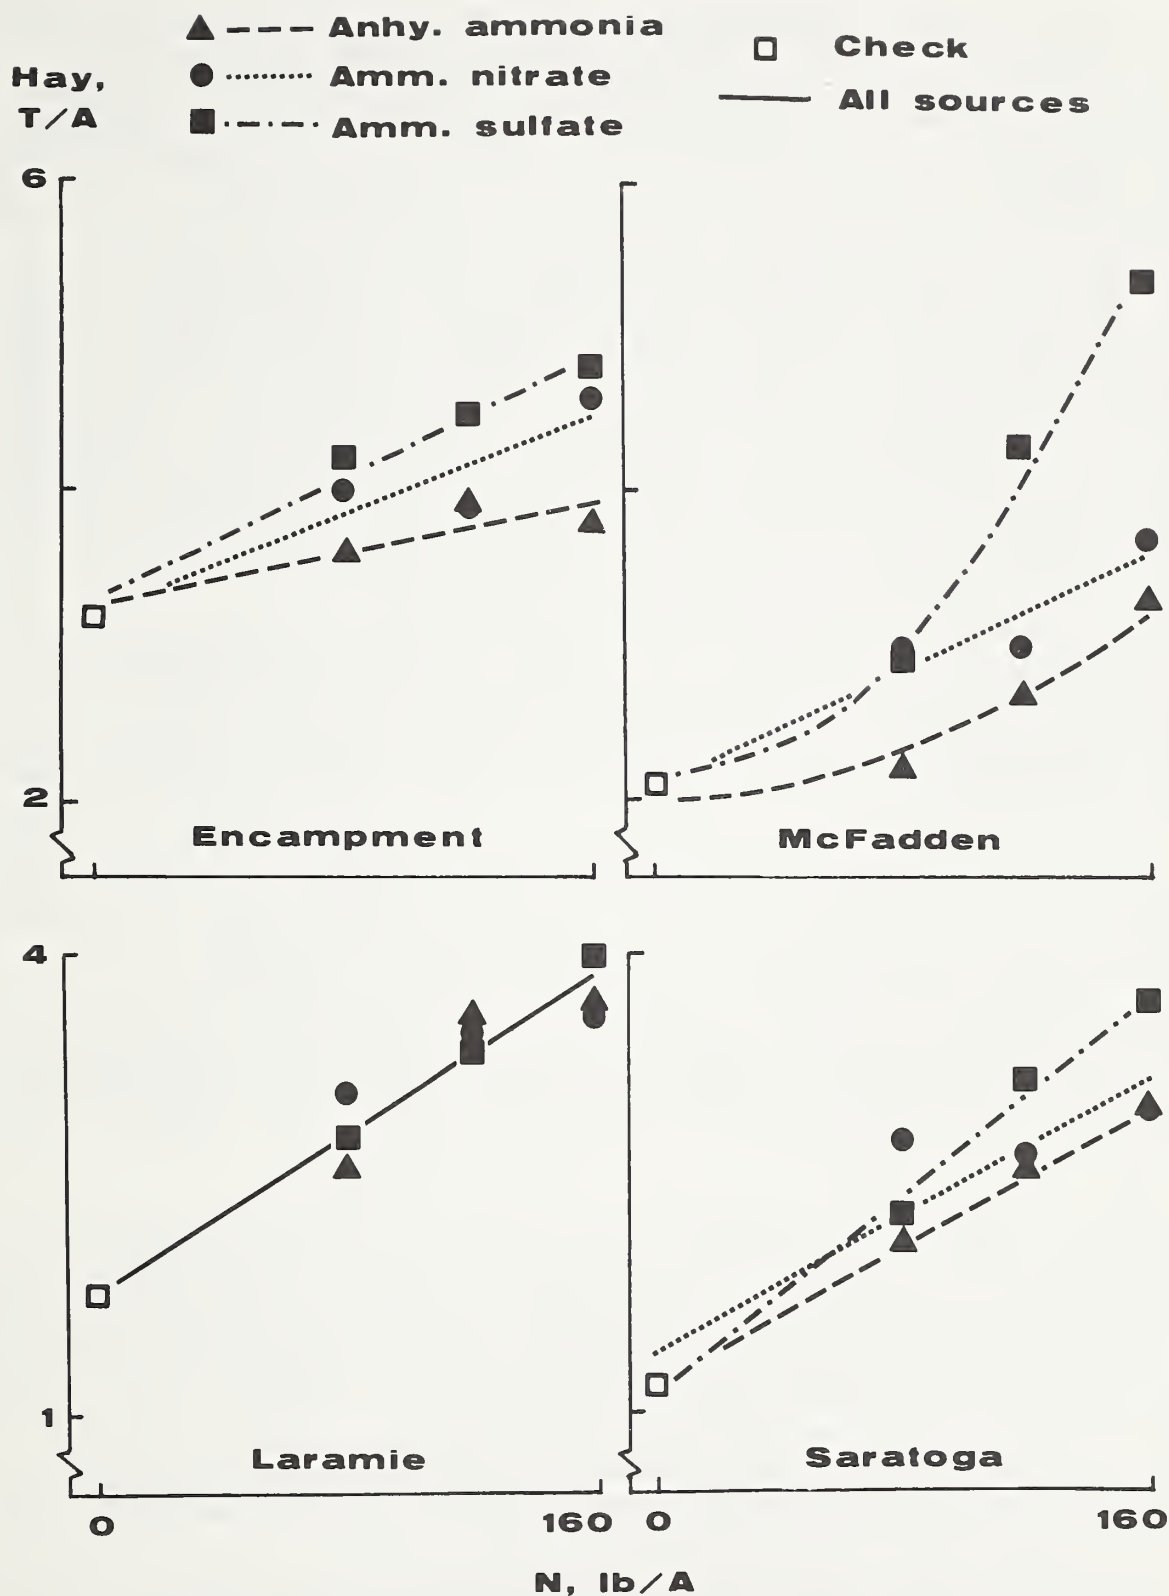 Hay,
T/A
Anhy. ammonia
Amm. nitrate
Amm. sulfate
Check
All sources
6
2
Encampment
McFadden
4
1
Laramie
Saratoga
0
160
0
160
N, lb/A